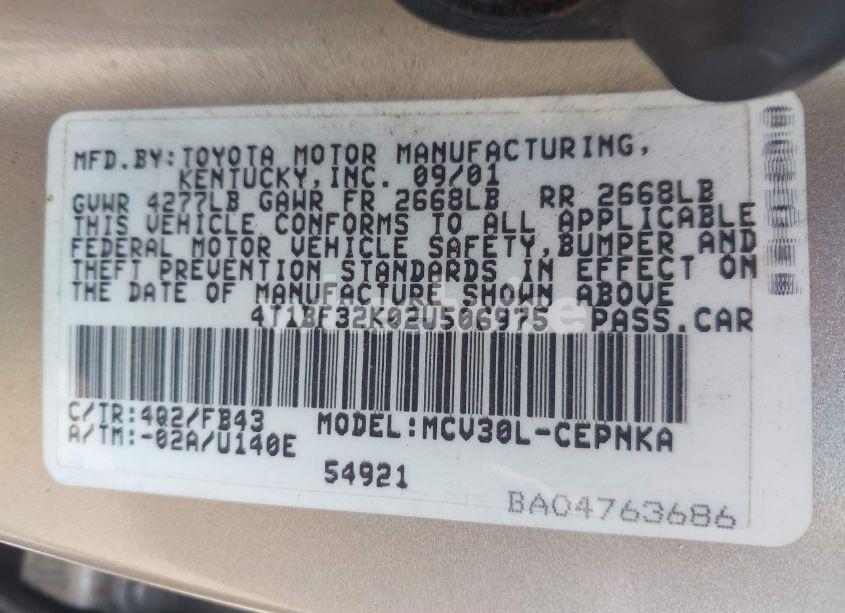 MFD.BY:TOYOTA MOTOR MANUFACTURING,
KENTUCKY,INC. 09/01
GVWR 4277LB GAWR FR 2668LB RR 2668LB
THIS VEHICLE CONFORMS TO ALL APPLICABLE
FEDERAL MOTOR VEHICLE SAFETY,BUMPER AND
THEFT PREVENTION STANDARDS IN EFFECT ON
THE DATE OF MANUFACTURE SHOWN ABOVE
4T1BF32K02U506975 PASS.CAR
C/TR:402/FB43 MODEL:MCV30L-CEPNKA
A/TM:-02A/U140E
54921
BA04763686